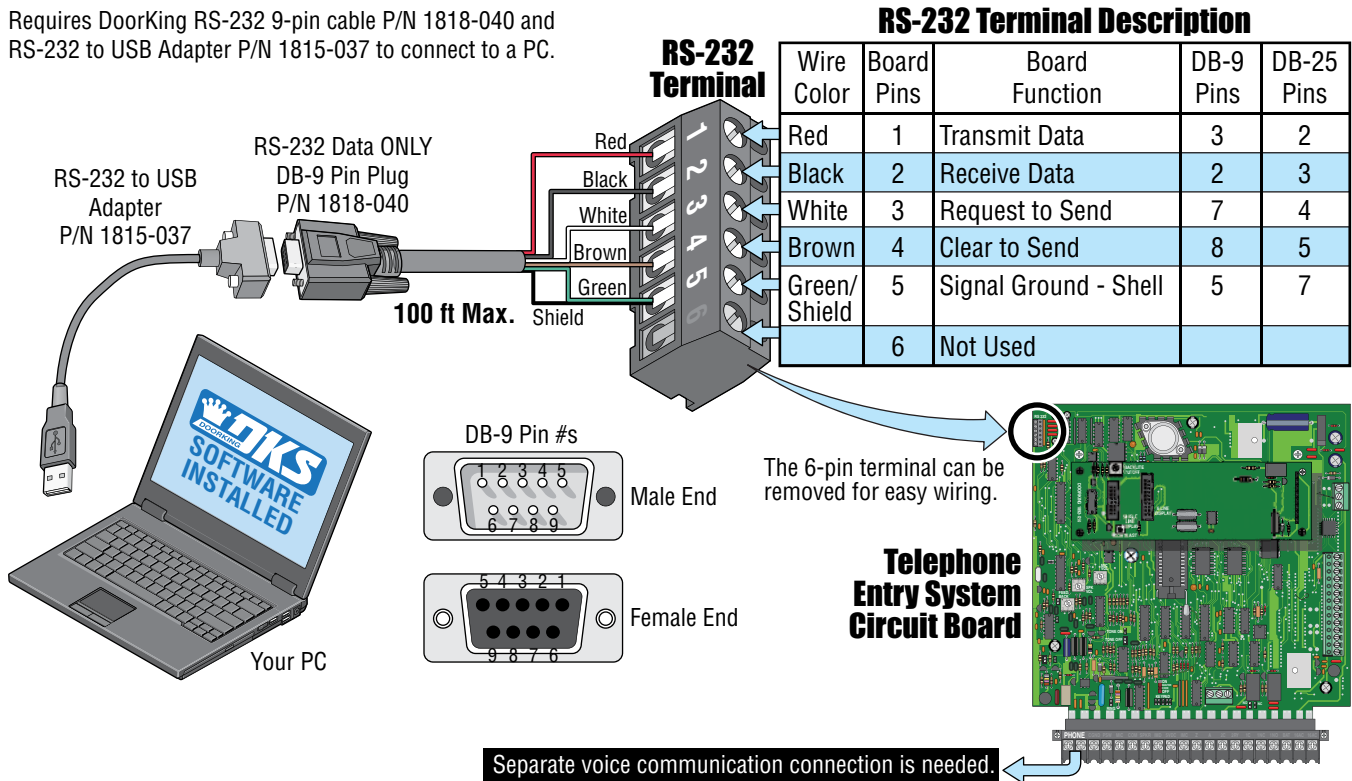 Requires DoorKing RS-232 9-pin cable P/N 1818-040 and
RS-232 to USB Adapter P/N 1815-037 to connect to a PC.
RS-232 to USB
Adapter
P/N 1815-037
RS-232 Data ONLY
DB-9 Pin Plug
P/N 1818-040
100 ft Max.
Red
Black
White
Brown
Green
Shield
RS-232
Terminal
1
2
3
4
5
6
RS-232 Terminal Description
Wire Color Board Pins Board Function DB-9 Pins DB-25 Pins
Red 1 Transmit Data 3 2
Black 2 Receive Data 2 3
White 3 Request to Send 7 4
Brown 4 Clear to Send 8 5
Green/ Shield 5 Signal Ground - Shell 5 7
6 Not Used
DOORKING
DKS
SOFTWARE
INSTALLED
Your PC
DB-9 Pin #s
1 2 3 4 5
6 7 8 9
Male End
5 4 3 2 1
9 8 7 6
Female End
The 6-pin terminal can be
removed for easy wiring.
Telephone
Entry System
Circuit Board
RS-232
PHONE
Separate voice communication connection is needed.